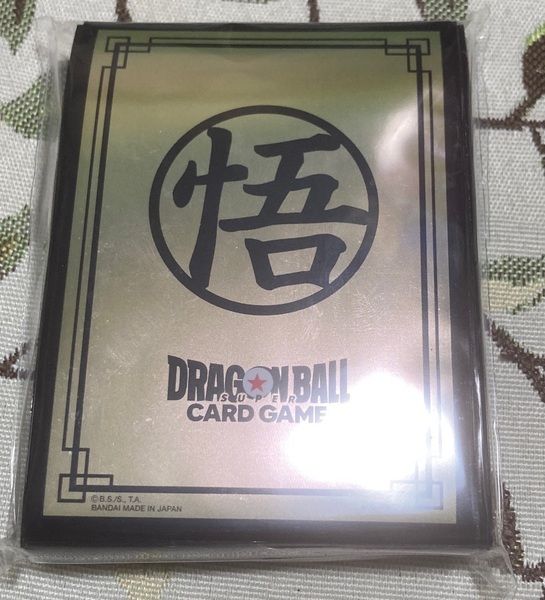 悟
DRAGON BALL
SUPER
CARD GAME
©B.S./S., T.A.
BANDAI MADE IN JAPAN